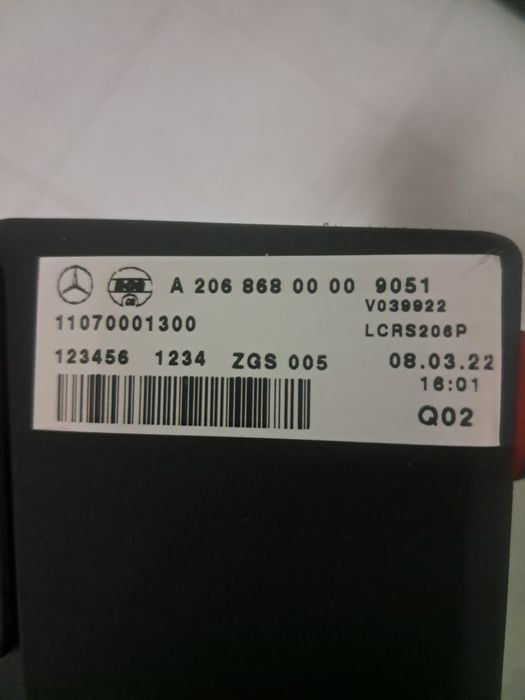 A 206 868 00 00 9051
V039922
11070001300
LCRS206P
123456 1234 ZGS 005
08.03.22
16:01
Q02